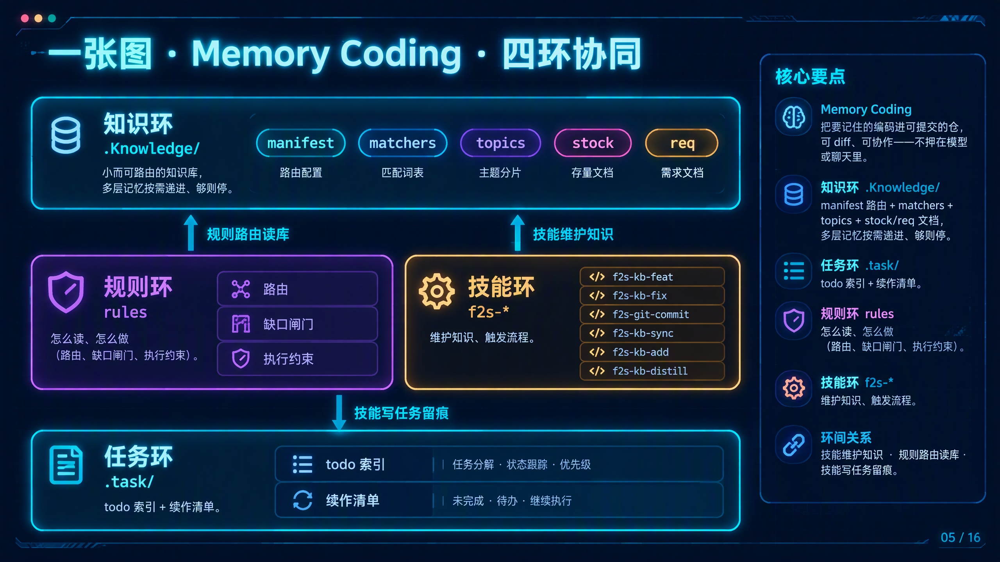 一张图 · Memory Coding · 四环协同
知识环
.Knowledge/
小而可路由的知识库，
多层记忆按需递进、够则停。
manifest
路由配置
matchers
匹配词表
topics
主题分片
stock
存量文档
req
需求文档
规则路由读库
技能维护知识
规则环
rules
怎么读、怎么做
（路由、缺口闸门、执行约束）。
路由
缺口闸门
执行约束
技能环
f2s-*
维护知识、触发流程。
</> f2s-kb-feat
</> f2s-kb-fix
</> f2s-git-commit
</> f2s-kb-sync
</> f2s-kb-add
</> f2s-kb-distill
技能写任务留痕
任务环
.task/
todo 索引 + 续作清单。
todo 索引 | 任务分解 · 状态跟踪 · 优先级
续作清单 | 未完成 · 待办 · 继续执行
核心要点
Memory Coding
把要记住的编码进可提交的仓，
可 diff、可协作——不押在模型
或聊天里。
知识环 .Knowledge/
manifest 路由 + matchers +
topics + stock/req 文档，
多层记忆按需递进、够则停。
任务环 .task/
todo 索引 + 续作清单。
规则环 rules
怎么读、怎么做
（路由、缺口闸门、执行约束）。
技能环 f2s-*
维护知识、触发流程。
环间关系
技能维护知识 · 规则路由读库 ·
技能写任务留痕。
05 / 16